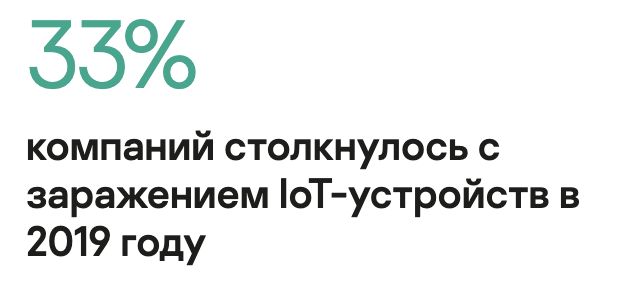 33%
компаний столкнулось с
заражением IoT-устройств в
2019 году